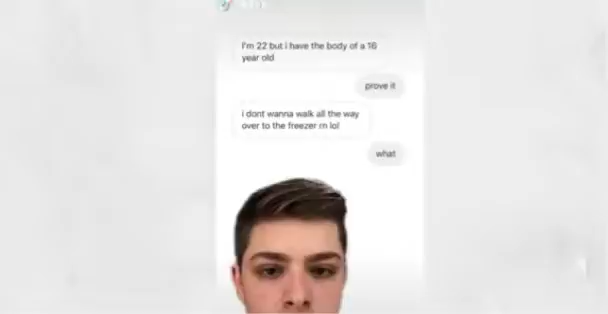 I'm 22 but i have the body of a 16
year old
prove it
i dont wanna walk all the way
over to the freezer rn lol
what